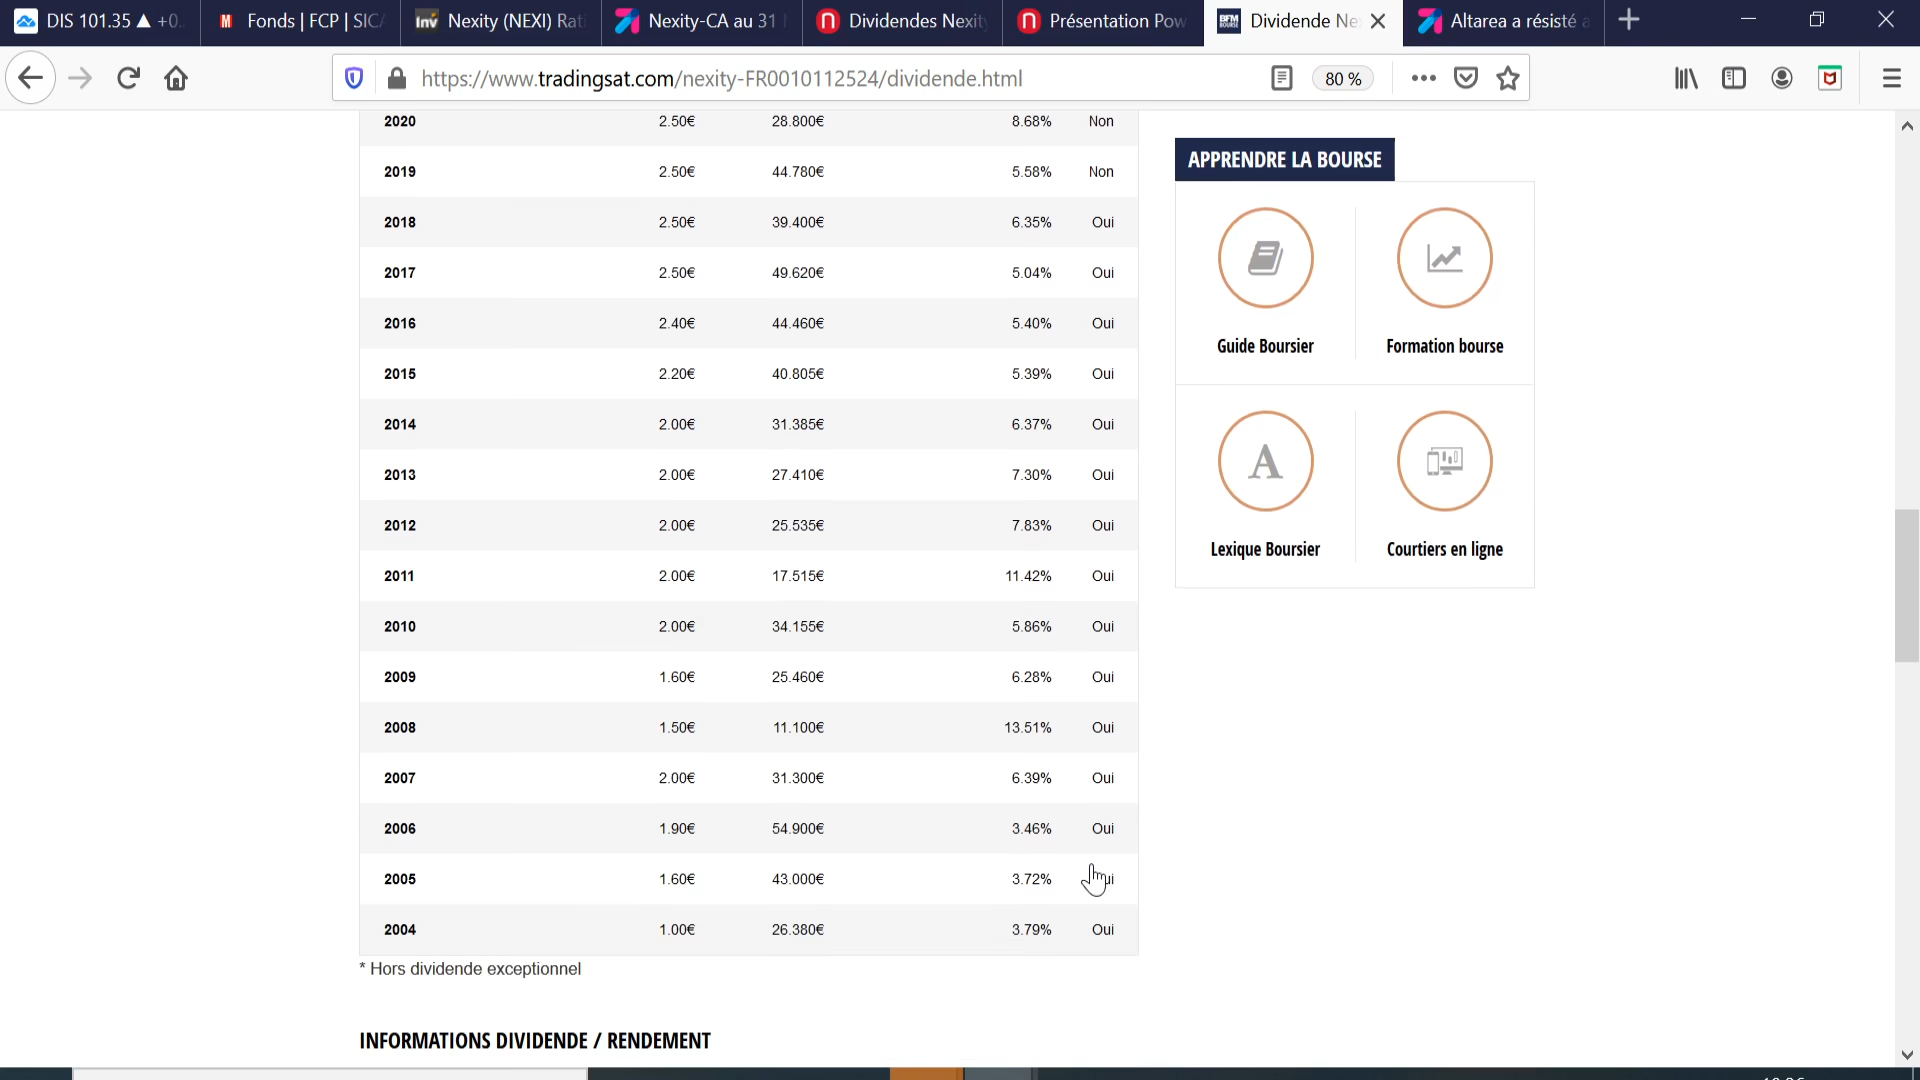 DIS 101.35 ▲ +0.
M Fonds | FCP | SICA
Inv Nexity (NEXI) Rati
Nexity-CA au 31
n Dividendes Nexity
n Présentation Pow
BFM BOURSE Dividende Ne
Altarea a résisté a
https://www.tradingsat.com/nexity-FR0010112524/dividende.html
80 %
2020 2.50€ 28.800€ 8.68% Non
2019 2.50€ 44.780€ 5.58% Non
2018 2.50€ 39.400€ 6.35% Oui
2017 2.50€ 49.620€ 5.04% Oui
2016 2.40€ 44.460€ 5.40% Oui
2015 2.20€ 40.805€ 5.39% Oui
2014 2.00€ 31.385€ 6.37% Oui
2013 2.00€ 27.410€ 7.30% Oui
2012 2.00€ 25.535€ 7.83% Oui
2011 2.00€ 17.515€ 11.42% Oui
2010 2.00€ 34.155€ 5.86% Oui
2009 1.60€ 25.460€ 6.28% Oui
2008 1.50€ 11.100€ 13.51% Oui
2007 2.00€ 31.300€ 6.39% Oui
2006 1.90€ 54.900€ 3.46% Oui
2005 1.60€ 43.000€ 3.72% ui
2004 1.00€ 26.380€ 3.79% Oui
* Hors dividende exceptionnel
INFORMATIONS DIVIDENDE / RENDEMENT
APPRENDRE LA BOURSE
Guide Boursier
Formation bourse
A
Lexique Boursier
Courtiers en ligne